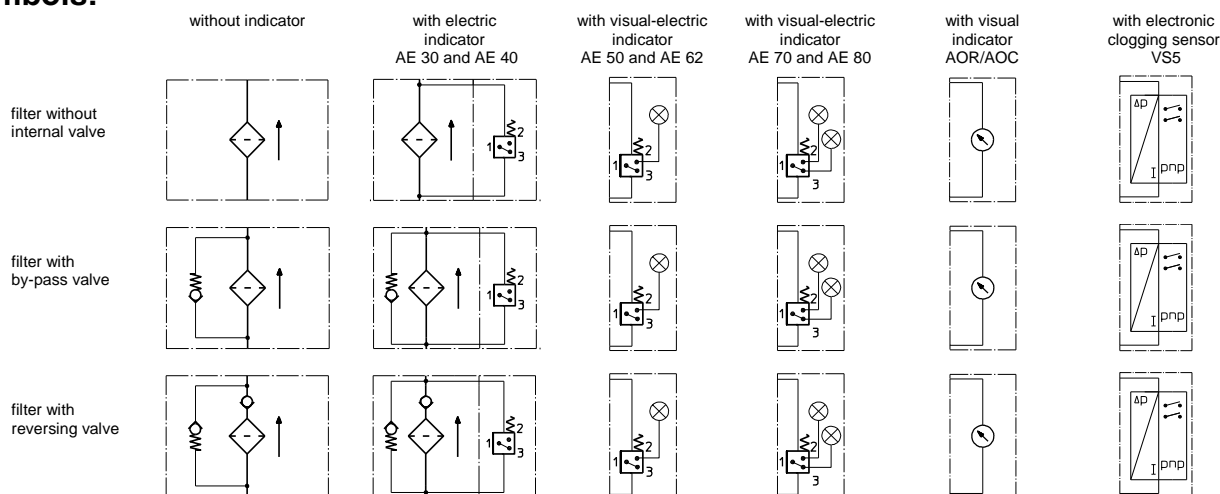 nbols:
without indicator
with electric
indicator
AE 30 and AE 40
with visual-electric
indicator
AE 50 and AE 62
with visual-electric
indicator
AE 70 and AE 80
with visual
indicator
AOR/AOC
with electronic
clogging sensor
VS5
filter without
internal valve
1 2 3
1 2 3
1 2 3
Δp
I pnp
filter with
by-pass valve
1 2 3
1 2 3
1 2 3
Δp
I pnp
filter with
reversing valve
1 2 3
1 2 3
1 2 3
Δp
I pnp